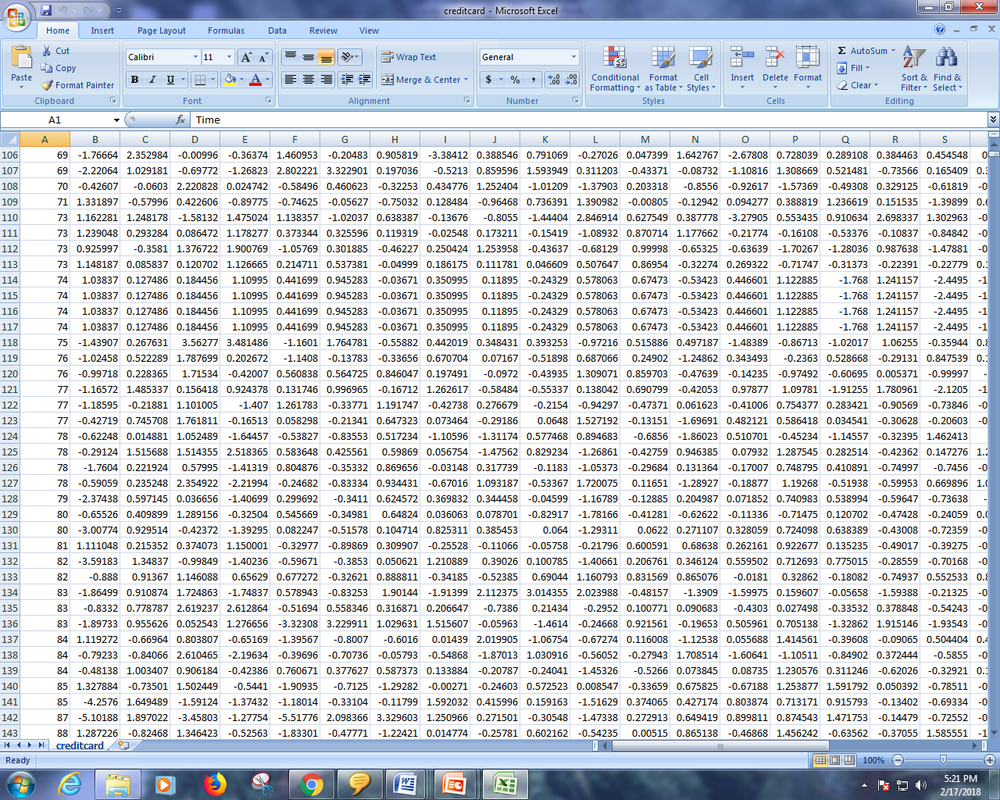 creditcard - Microsoft Excel
Home Insert Page Layout Formulas Data Review View
Cut
Copy
Format Painter
Paste
Clipboard
Calibri 11
B I U
Font
Wrap Text
Merge & Center
Alignment
General
$ % ,
Number
Conditional Formatting
Format as Table
Cell Styles
Styles
Insert Delete Format
Cells
Σ AutoSum
Fill
Clear
Sort & Filter
Find & Select
Editing
A1 fx Time
A B C D E F G H I J K L M N O P Q R S
106 69 -1.76664 2.352984 -0.00996 -0.36374 1.460953 -0.20483 0.905819 -3.38412 0.388546 0.791069 -0.27026 0.047399 1.642767 -2.67808 0.728039 0.289108 0.384463 0.454548
107 69 -2.22064 1.029181 -0.69772 -1.26823 2.802221 3.322901 0.197036 -0.5213 0.859596 1.593949 0.311203 -0.43371 -0.08732 -1.10816 1.308669 0.521481 -0.73566 0.165409
108 70 -0.42607 -0.0603 2.220828 0.024742 -0.58496 0.460623 -0.32253 0.434776 1.252404 -1.01209 -1.37903 0.203318 -0.8556 -0.92617 -1.57369 -0.49308 0.329125 -0.61819
109 71 1.331897 -0.57996 0.422606 -0.89775 -0.74625 -0.05627 -0.75032 0.128484 -0.96468 0.736391 1.390982 -0.00805 -0.12942 0.094277 0.388819 1.236619 0.151535 -1.39899
110 73 1.162281 1.248178 -1.58132 1.475024 1.138357 -1.02037 0.638387 -0.13676 -0.8055 -1.44404 2.846914 0.627549 0.387778 -3.27905 0.553435 0.910634 2.698337 1.302963
111 73 1.239048 0.293284 0.086472 1.178277 0.373344 0.325596 0.119319 -0.02548 0.173211 -0.15419 -1.08932 0.870714 1.177662 -0.21774 -0.16108 -0.53376 -0.10837 -0.84842
112 73 0.925997 -0.3581 1.376722 1.900769 -1.05769 0.301885 -0.46227 0.250424 1.253958 -0.43637 -0.68129 0.99998 -0.65325 -0.63639 -1.70267 -1.28036 0.987638 -1.47881
113 73 1.148187 0.085837 0.120702 1.126665 0.214711 0.537381 -0.04999 0.186175 0.111781 0.046609 0.507647 0.86954 -0.32274 0.269322 -0.71747 -0.31373 -0.22391 -0.22779
114 74 1.03837 0.127486 0.184456 1.10995 0.441699 0.945283 -0.03671 0.350995 0.11895 -0.24329 0.578063 0.67473 -0.53423 0.446601 1.122885 -1.768 1.241157 -2.4495
115 74 1.03837 0.127486 0.184456 1.10995 0.441699 0.945283 -0.03671 0.350995 0.11895 -0.24329 0.578063 0.67473 -0.53423 0.446601 1.122885 -1.768 1.241157 -2.4495
116 74 1.03837 0.127486 0.184456 1.10995 0.441699 0.945283 -0.03671 0.350995 0.11895 -0.24329 0.578063 0.67473 -0.53423 0.446601 1.122885 -1.768 1.241157 -2.4495
117 74 1.03837 0.127486 0.184456 1.10995 0.441699 0.945283 -0.03671 0.350995 0.11895 -0.24329 0.578063 0.67473 -0.53423 0.446601 1.122885 -1.768 1.241157 -2.4495
118 75 -1.43907 0.267631 3.56277 3.481486 -1.1601 1.764781 -0.55882 0.442019 0.348431 0.393253 -0.97216 0.515886 0.497187 -1.48389 -0.86713 -1.02017 1.06255 -0.35944
119 76 -1.02458 0.522289 1.787699 0.202672 -1.1408 -0.13783 -0.33656 0.670704 0.07167 -0.51898 0.687066 0.24902 -1.24862 0.343493 -0.2363 0.528668 -0.29131 0.847539
120 76 -0.99718 0.228365 1.71534 -0.42007 0.560838 0.564725 0.846047 0.197491 -0.0972 -0.43935 1.309071 0.859703 -0.47639 -0.14235 -0.97492 -0.60695 0.005371 -0.99997
121 77 -1.16572 1.485337 0.156418 0.924378 0.131746 0.996965 -0.16712 1.262617 -0.58484 -0.55337 0.138042 0.690799 -0.42053 0.97877 1.09781 -1.91255 1.780961 -2.1205
122 77 -1.18595 -0.21881 1.101005 -1.407 1.261783 -0.33771 1.191747 -0.42738 0.276679 -0.2154 -0.94297 -0.47371 0.061623 -0.41006 0.754377 0.283421 -0.90569 -0.73846
123 77 -0.42719 0.745708 1.761811 -0.16513 0.058298 -0.21341 0.647323 0.073464 -0.29186 0.0648 1.527192 -0.13151 -1.69691 0.482121 0.586418 0.034541 -0.30628 -0.20603
124 78 -0.62248 0.014881 1.052489 -1.64457 -0.53827 -0.83553 0.517234 -1.10596 -1.31174 0.577468 0.894683 -0.6856 -1.86023 0.510701 -0.45234 -1.14557 -0.32395 1.462413
125 78 -0.29124 1.515688 1.514355 2.518365 0.583648 0.425561 0.59869 0.056754 -1.47562 0.829234 -1.26861 -0.42759 0.946385 0.07932 1.287545 0.282514 -0.42362 0.147276
126 78 -1.7604 0.221924 0.57995 -1.41319 0.804876 -0.35332 0.869656 -0.03148 0.317739 -0.1183 -1.05373 -0.29684 0.131364 -0.17007 0.748795 0.410891 -0.74997 -0.7456
127 78 -0.59059 0.235248 2.354922 -2.21994 -0.24682 -0.83334 0.934431 -0.67016 1.093187 -0.53367 1.720075 0.11651 -1.28927 -0.18877 1.19268 -0.51938 -0.59953 0.669896
128 79 -2.37438 0.597145 0.036656 -1.40699 0.299692 -0.3411 0.624572 0.369832 0.344458 -0.04599 -1.16789 -0.12885 0.204987 0.071852 0.740983 0.538994 -0.59647 -0.73638
129 80 -0.65526 0.409899 1.289156 -0.32504 0.545669 -0.34981 0.64824 0.036063 0.078701 -0.82917 -1.78166 -0.41281 -0.62622 -0.11336 -0.71475 0.120702 -0.47428 -0.24059
130 80 -3.00774 0.929514 -0.42372 -1.39295 0.082247 -0.51578 0.104714 0.825311 0.385453 0.064 -1.29311 0.0622 0.271107 0.328059 0.724098 0.638389 -0.43008 -0.72359
131 81 1.111048 0.215352 0.374073 1.150001 -0.32977 -0.89869 0.309907 -0.25528 -0.11066 -0.05758 -0.21796 0.600591 0.68638 0.262161 0.922677 0.135235 -0.49017 -0.39275
132 82 -3.59183 1.34837 -0.99849 -1.40236 -0.59671 -0.3853 0.050621 1.210889 0.39026 0.100785 -1.40661 0.206761 0.346124 0.559502 0.712693 0.775015 -0.28559 -0.70168
133 82 -0.888 0.91367 1.146088 0.65629 0.677272 -0.32621 0.888811 -0.34185 -0.52385 0.69044 1.160793 0.831569 0.865076 -0.0181 0.32862 -0.18082 -0.74937 0.552533
134 83 -1.86499 0.910874 1.724863 -1.74837 0.578943 -0.83253 1.90144 -1.91399 2.112375 3.014355 2.023988 -0.48157 -1.3909 -1.59975 0.159607 -0.05658 -1.59388 -0.21325
135 83 -0.8332 0.778787 2.619237 2.612864 -0.51694 0.558346 0.316871 0.206647 -0.7386 0.21434 -0.2952 0.100771 0.090683 -0.4303 0.027498 -0.33532 0.378848 -0.54243
136 83 -1.89733 0.955626 0.052543 1.276656 -3.32308 3.229911 1.029631 1.515607 -0.05963 -1.4614 -0.24668 0.921561 -0.19653 0.505961 0.705138 -1.32862 1.915146 -1.93543
137 84 1.119272 -0.66964 0.803807 -0.65169 -1.39567 -0.8007 -0.6016 0.01439 2.019905 -1.06754 -0.67274 0.116008 -1.12538 0.055688 1.414561 -0.39608 -0.09065 0.504404
138 84 -0.79233 -0.84066 2.610465 -2.19634 -0.39696 -0.70736 -0.05793 -0.54868 -1.87013 1.030916 -0.56052 -0.27943 1.708514 -1.60641 -1.10511 -0.84902 0.372444 -0.5855
139 84 -0.48138 1.003407 0.906184 -0.42386 0.760671 0.377627 0.587373 0.133884 -0.20787 -0.24041 -1.45326 -0.5266 0.073845 0.08735 1.230576 0.311246 -0.62026 -0.32921
140 85 1.327884 -0.73501 1.502449 -0.5441 -1.90935 -0.7125 -1.29282 -0.00271 -0.24603 0.572523 0.008547 -0.33659 0.675825 -0.67188 1.253877 1.591792 0.050392 -0.78511
141 85 -4.2576 1.649489 -1.59124 -1.37432 -1.18014 -0.33104 -0.11799 1.592032 0.415996 0.159163 -1.51629 0.374065 0.427174 0.803874 0.713171 0.915793 -0.13402 -0.69334
142 87 -5.10188 1.897022 -3.45803 -1.27754 -5.51776 2.098366 3.329603 1.250966 0.271501 -0.30548 -1.47338 0.272913 0.649419 0.899811 0.874543 1.471753 -0.14479 -0.72552
143 88 1.287226 -0.82468 1.346423 -0.52563 -1.83301 -0.47771 -1.22421 0.014774 -0.25781 0.602162 -0.54235 0.00515 0.865138 -0.46868 1.456242 -0.63562 -0.37055 1.585551
creditcard
Ready 100%
5:21 PM
2/17/2018